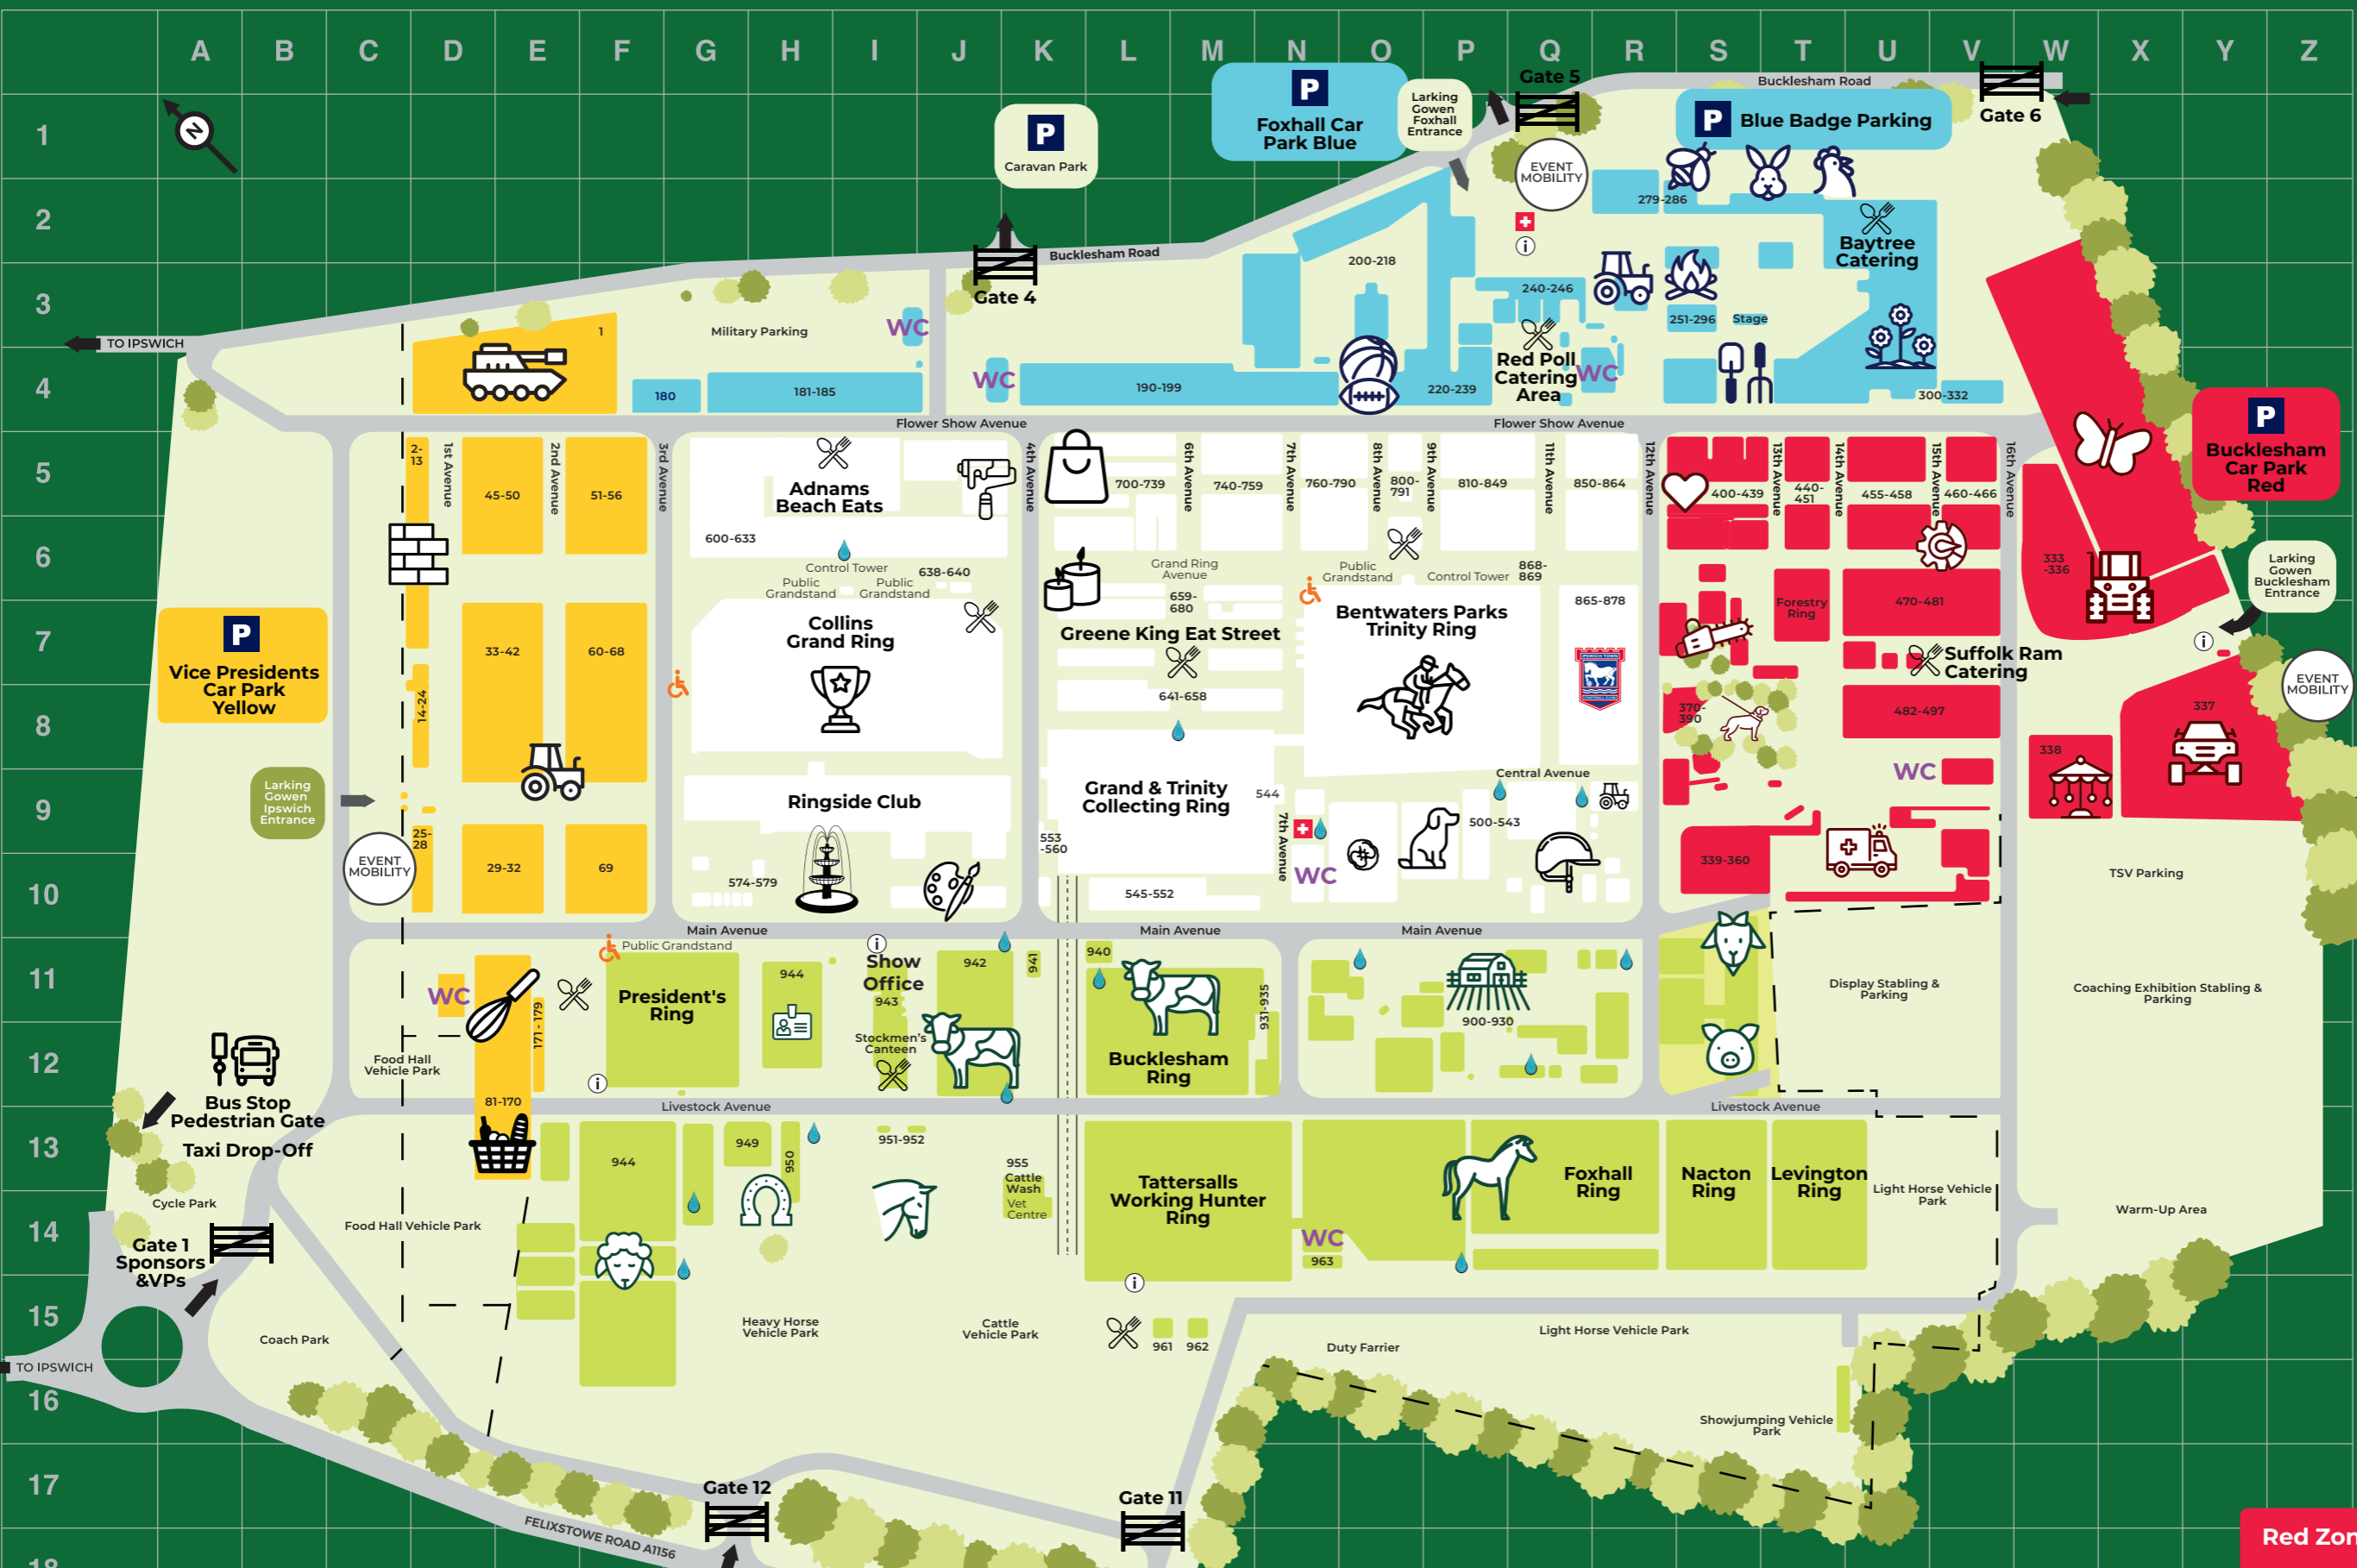 A B C D E F G H I J K L M N O P Q R S T U V W X Y Z
1
2
3
4
5
6
7
8
9
10
11
12
13
14
15
16
17
18
N
P
Caravan Park
P
Foxhall Car
Park Blue
Larking
Gowen
Foxhall
Entrance
Gate 5
Bucklesham Road
Gate 6
P Blue Badge Parking
EVENT
MOBILITY
279-286
Baytree
Catering
Bucklesham Road
Gate 4
200-218
240-246
251-296
Stage
TO IPSWICH
1
Military Parking
WC
WC
180
181-185
190-199
220-239
Red Poll
Catering
Area
WC
300-332
P
Bucklesham
Car Park
Red
Flower Show Avenue
Flower Show Avenue
2-
13
1st Avenue
45-50
2nd Avenue
51-56
3rd Avenue
Adnams
Beach Eats
600-633
4th Avenue
700-739
6th Avenue
740-759
7th Avenue
760-790
8th Avenue
800-
791
9th Avenue
810-849
11th Avenue
850-864
12th Avenue
400-439
13th Avenue
440-
451
14th Avenue
455-458
15th Avenue
460-466
16th Avenue
Control Tower
Public
Grandstand
Public
Grandstand
638-640
Grand Ring
Avenue
659-
680
Public
Grandstand
Control Tower
868-
869
865-878
333
-336
Larking
Gowen
Bucklesham
Entrance
P
Vice Presidents
Car Park
Yellow
33-42
60-68
Collins
Grand Ring
Greene King Eat Street
Bentwaters Parks
Trinity Ring
Forestry
Ring
470-481
Suffolk Ram
Catering
EVENT
MOBILITY
14-24
641-658
370-
390
482-497
337
338
WC
Larking
Gowen
Ipswich
Entrance
Ringside Club
Grand & Trinity
Collecting Ring
544
Central Avenue
500-543
7th Avenue
25-
28
EVENT
MOBILITY
29-32
69
574-579
553
-560
545-552
WC
339-360
TSV Parking
Main Avenue
Main Avenue
Main Avenue
Public Grandstand
WC
171 - 179
President's
Ring
944
Show
Office
943
942
941
940
931-935
Stockmen's
Canteen
Bucklesham
Ring
900-930
Display Stabling &
Parking
Coaching Exhibition Stabling &
Parking
Food Hall
Vehicle Park
81-170
Livestock Avenue
Livestock Avenue
Bus Stop
Pedestrian Gate
Taxi Drop-Off
944
949
950
951-952
955
Cattle
Wash
Vet
Centre
Tattersalls
Working Hunter
Ring
Foxhall
Ring
Nacton
Ring
Levington
Ring
Light Horse Vehicle
Park
Cycle Park
Food Hall Vehicle Park
Warm-Up Area
WC
963
Gate 1
Sponsors
&VPs
Coach Park
Heavy Horse
Vehicle Park
Cattle
Vehicle Park
961
962
Duty Farrier
Light Horse Vehicle Park
TO IPSWICH
Showjumping Vehicle
Park
Gate 12
Gate 11
FELIXSTOWE ROAD A1156
Red Zon